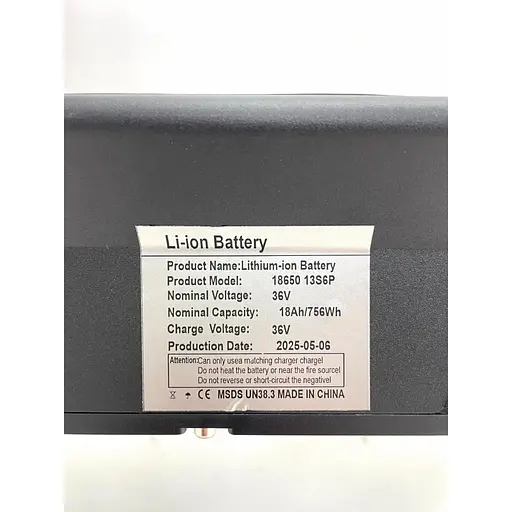 Li-ion Battery
Product Name:Lithium-ion Battery
Product Model: 18650 13S6P
Nominal Voltage: 36V
Nominal Capacity: 18Ah/756Wh
Charge Voltage: 36V
Production Date: 2025-05-06
Attention:Can only usea matching charger chargel
Do not heat the battery or near the fire sourcel
Do not reverse or short-circuit the negativel
CE MSDS UN38.3 MADE IN CHINA